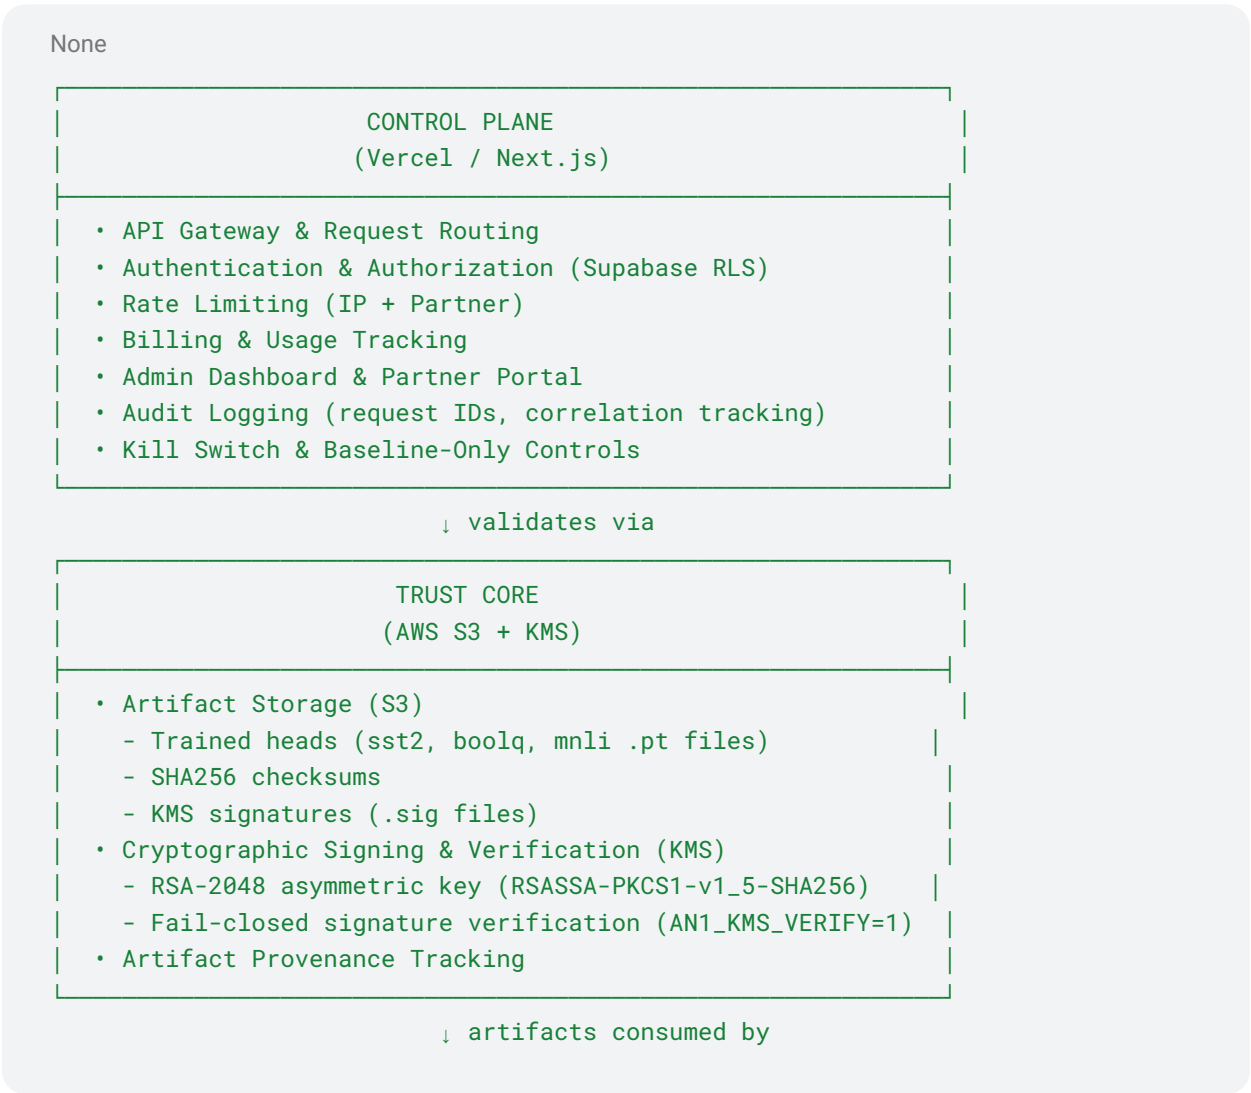 None
CONTROL PLANE
(Vercel / Next.js)
• API Gateway & Request Routing
• Authentication & Authorization (Supabase RLS)
• Rate Limiting (IP + Partner)
• Billing & Usage Tracking
• Admin Dashboard & Partner Portal
• Audit Logging (request IDs, correlation tracking)
• Kill Switch & Baseline-Only Controls
↓ validates via
TRUST CORE
(AWS S3 + KMS)
• Artifact Storage (S3)
- Trained heads (sst2, boolq, mnli .pt files)
- SHA256 checksums
- KMS signatures (.sig files)
• Cryptographic Signing & Verification (KMS)
- RSA-2048 asymmetric key (RSASSA-PKCS1-v1_5-SHA256)
- Fail-closed signature verification (AN1_KMS_VERIFY=1)
• Artifact Provenance Tracking
↓ artifacts consumed by